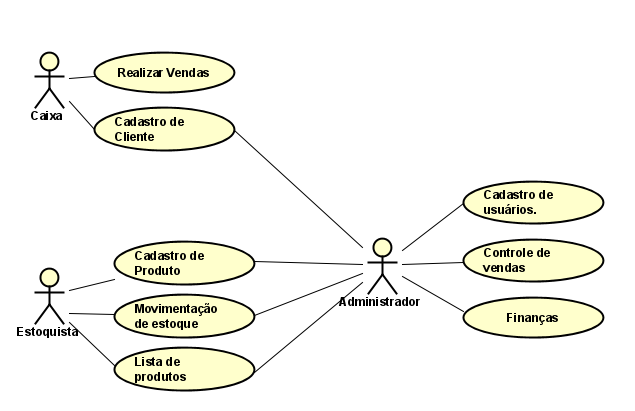 Realizar Vendas
Caixa
Cadastro de
Cliente
Cadastro de
usuários.
Cadastro de
Produto
Controle de
vendas
Administrador
Movimentação
de estoque
Estoquista
Finanças
Lista de
produtos